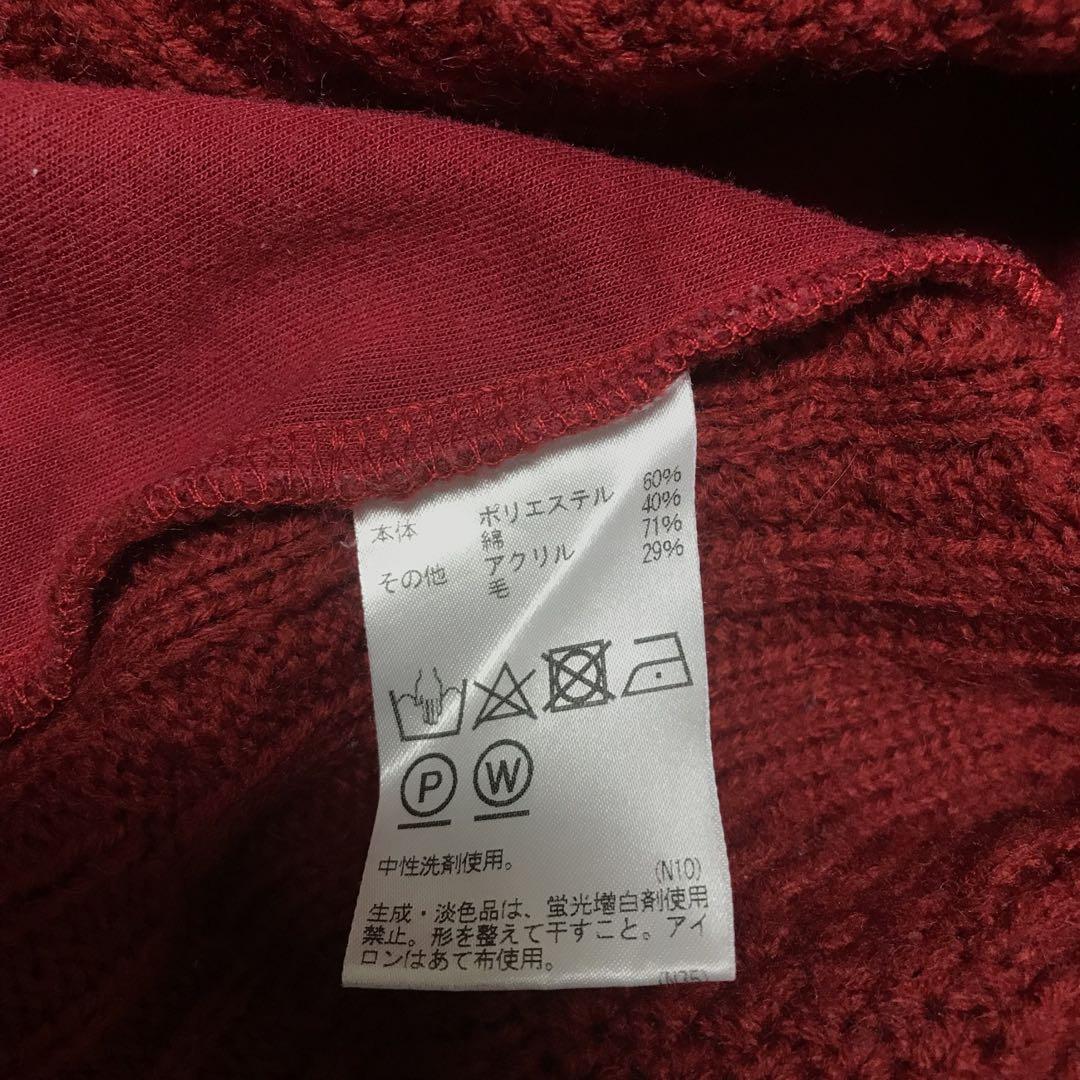 本体 ポリエステル 60%
綿 40%
その他 アクリル 71%
毛 29%
P W
中性洗剤使用。
(N10)
生成・淡色品は、蛍光増白剤使用
禁止。形を整えて干すこと。アイ
ロンはあて布使用。